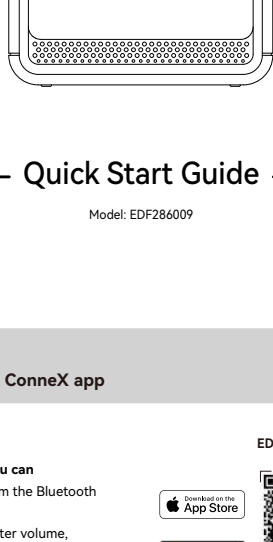 – Quick Start Guide -
Model: EDF286009
ConneX app
ED
u can
m the Bluetooth
Download on the
App Store
ter volume,